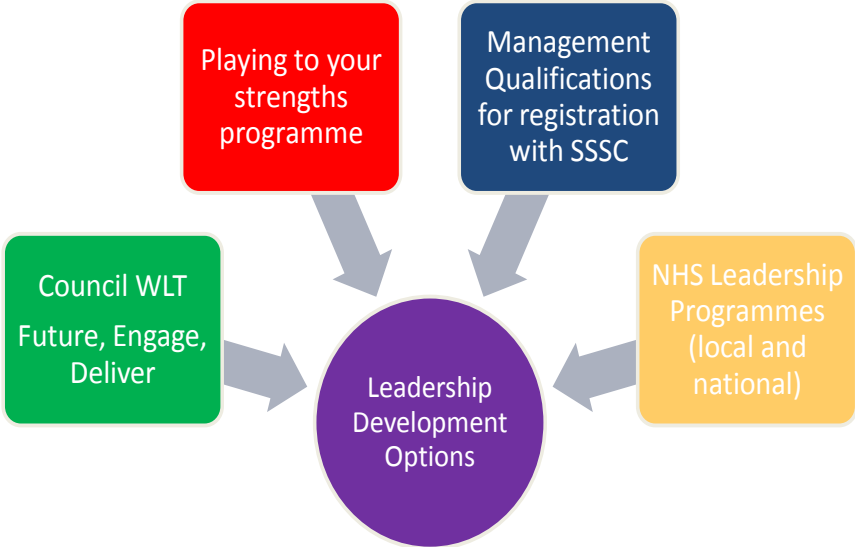 Playing to your
strengths
programme
Management
Qualifications
for registration
with SSSC
Council WLT
Future, Engage,
Deliver
NHS Leadership
Programmes
(local and
national)
Leadership
Development
Options